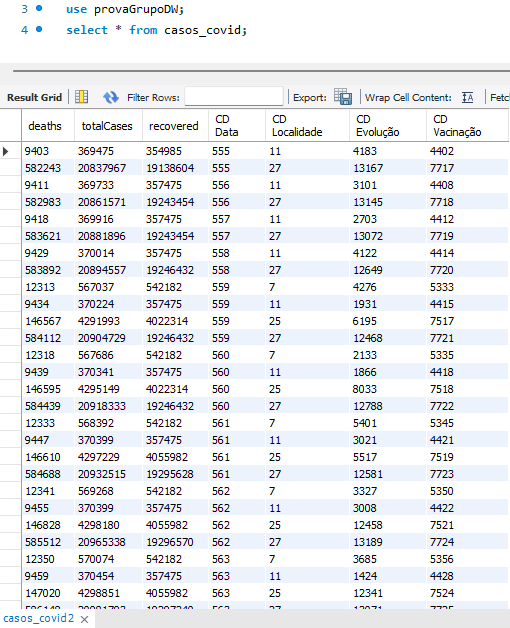 3 use provaGrupoDW;
4 select * from casos_covid;
Result Grid Filter Rows: Export: Wrap Cell Content: IA Fetc
deaths totalCases recovered CD Data CD Localidade CD Evolução CD Vacinação
9403 369475 354985 555 11 4183 4402
582243 20837967 19138604 555 27 13167 7717
9411 369733 357475 556 11 3101 4408
582983 20861571 19243454 556 27 13145 7718
9418 369916 357475 557 11 2703 4412
583621 20881896 19243454 557 27 13072 7719
9429 370014 357475 558 11 4122 4414
583892 20894557 19246432 558 27 12649 7720
12313 567037 542182 559 7 4276 5333
9434 370224 357475 559 11 1931 4415
146567 4291993 4022314 559 25 6195 7517
584112 20904729 19246432 559 27 12468 7721
12318 567686 542182 560 7 2133 5335
9439 370341 357475 560 11 1866 4418
146595 4295149 4022314 560 25 8033 7518
584439 20918333 19246432 560 27 12788 7722
12333 568392 542182 561 7 5401 5345
9447 370399 357475 561 11 3021 4421
146610 4297229 4055982 561 25 5517 7519
584688 20932515 19295628 561 27 12581 7723
12341 569268 542182 562 7 3327 5350
9455 370399 357475 562 11 3008 4422
146828 4298180 4055982 562 25 12458 7521
585512 20965338 19296570 562 27 13189 7724
12350 570074 542182 563 7 3685 5356
9459 370454 357475 563 11 1424 4428
147020 4298851 4055982 563 25 12341 7524
casos_covid2